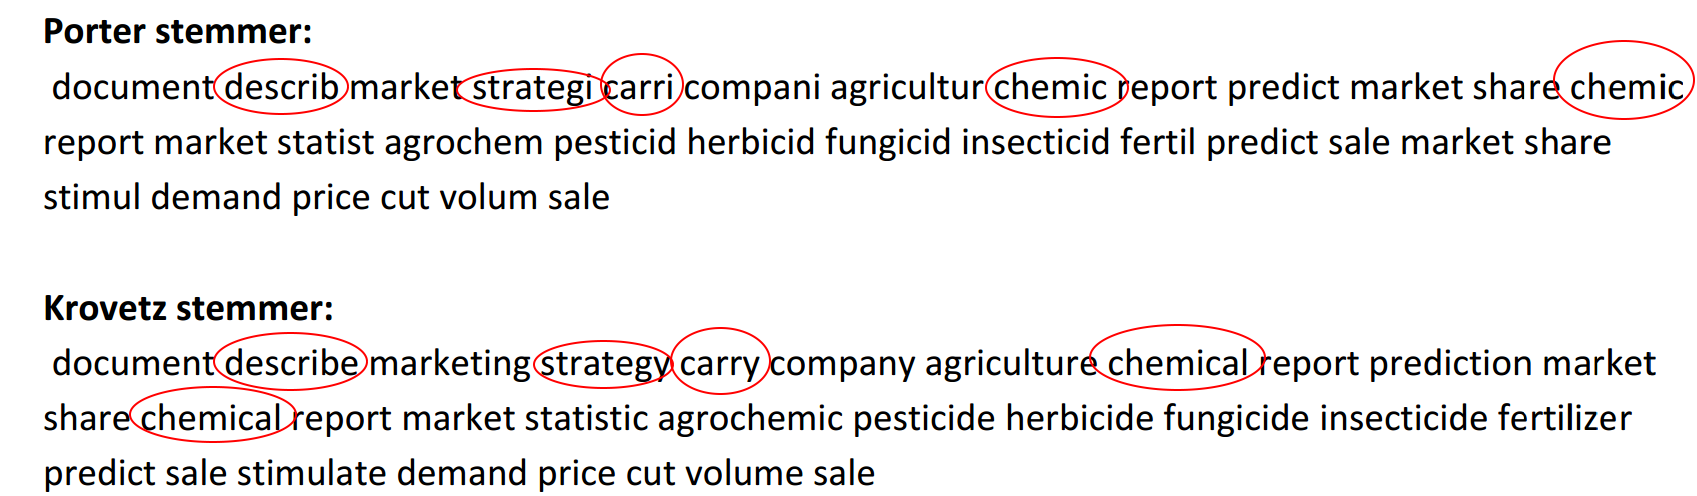 Porter stemmer:
document describ market strategi carri compani agricultur chemic report predict market share chemic
report market statist agrochem pesticid herbicid fungicid insecticid fertil predict sale market share
stimul demand price cut volum sale
Krovetz stemmer:
document describe marketing strategy carry company agriculture chemical report prediction market
share chemical report market statistic agrochemic pesticide herbicide fungicide insecticide fertilizer
predict sale stimulate demand price cut volume sale